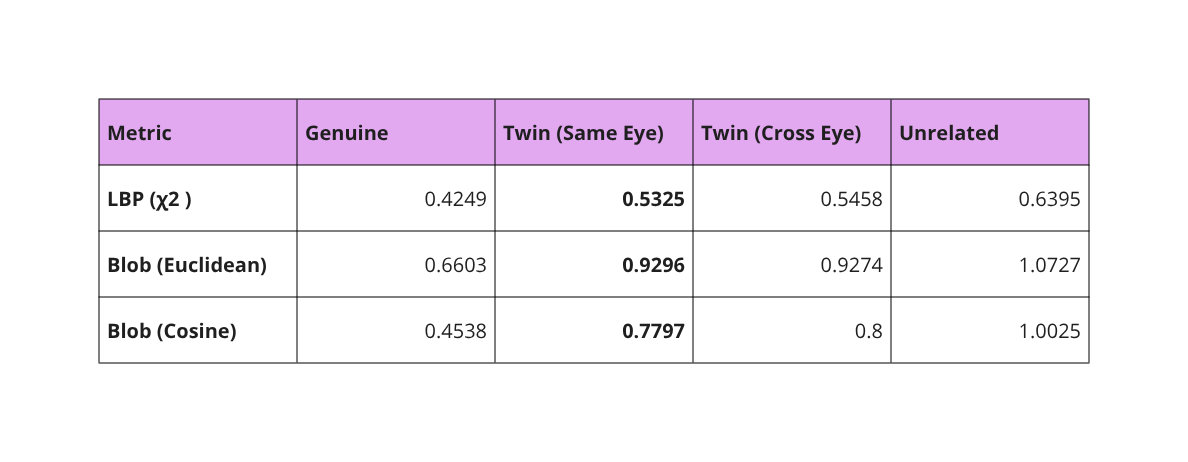 Metric Genuine Twin (Same Eye) Twin (Cross Eye) Unrelated
LBP (χ2 ) 0.4249 0.5325 0.5458 0.6395
Blob (Euclidean) 0.6603 0.9296 0.9274 1.0727
Blob (Cosine) 0.4538 0.7797 0.8 1.0025